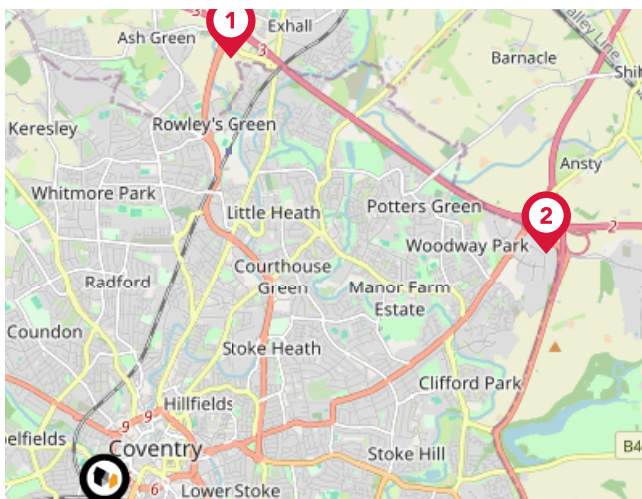 3
1
Exhall
Ash Green
3
Barnacle
Rowley's Green
Keresley
Ansty
Whitmore Park
Little Heath
Potters Green
2
2
Woodway Park
Courthouse
Green
Radford
Manor Farm
Estate
Coundon
Stoke Heath
Clifford Park
Hillfields
9
9
Coventry
Stoke Hill
6
Lower Stoke